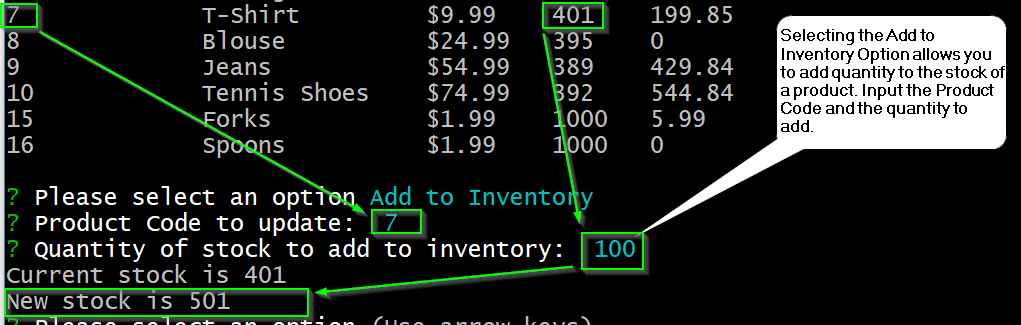 7 T-Shirt $9.99 401 199.85
8 Blouse $24.99 395 0
9 Jeans $54.99 389 429.84
10 Tennis Shoes $74.99 392 544.84
15 Forks $1.99 1000 5.99
16 Spoons $1.99 1000 0
? Please select an option Add to Inventory
? Product Code to update: 7
? Quantity of stock to add to inventory: 100
Current stock is 401
New stock is 501
? Please select an option (Use arrow keys)
Selecting the Add to
Inventory Option allows you
to add quantity to the stock of
a product. Input the Product
Code and the quantity to
add.